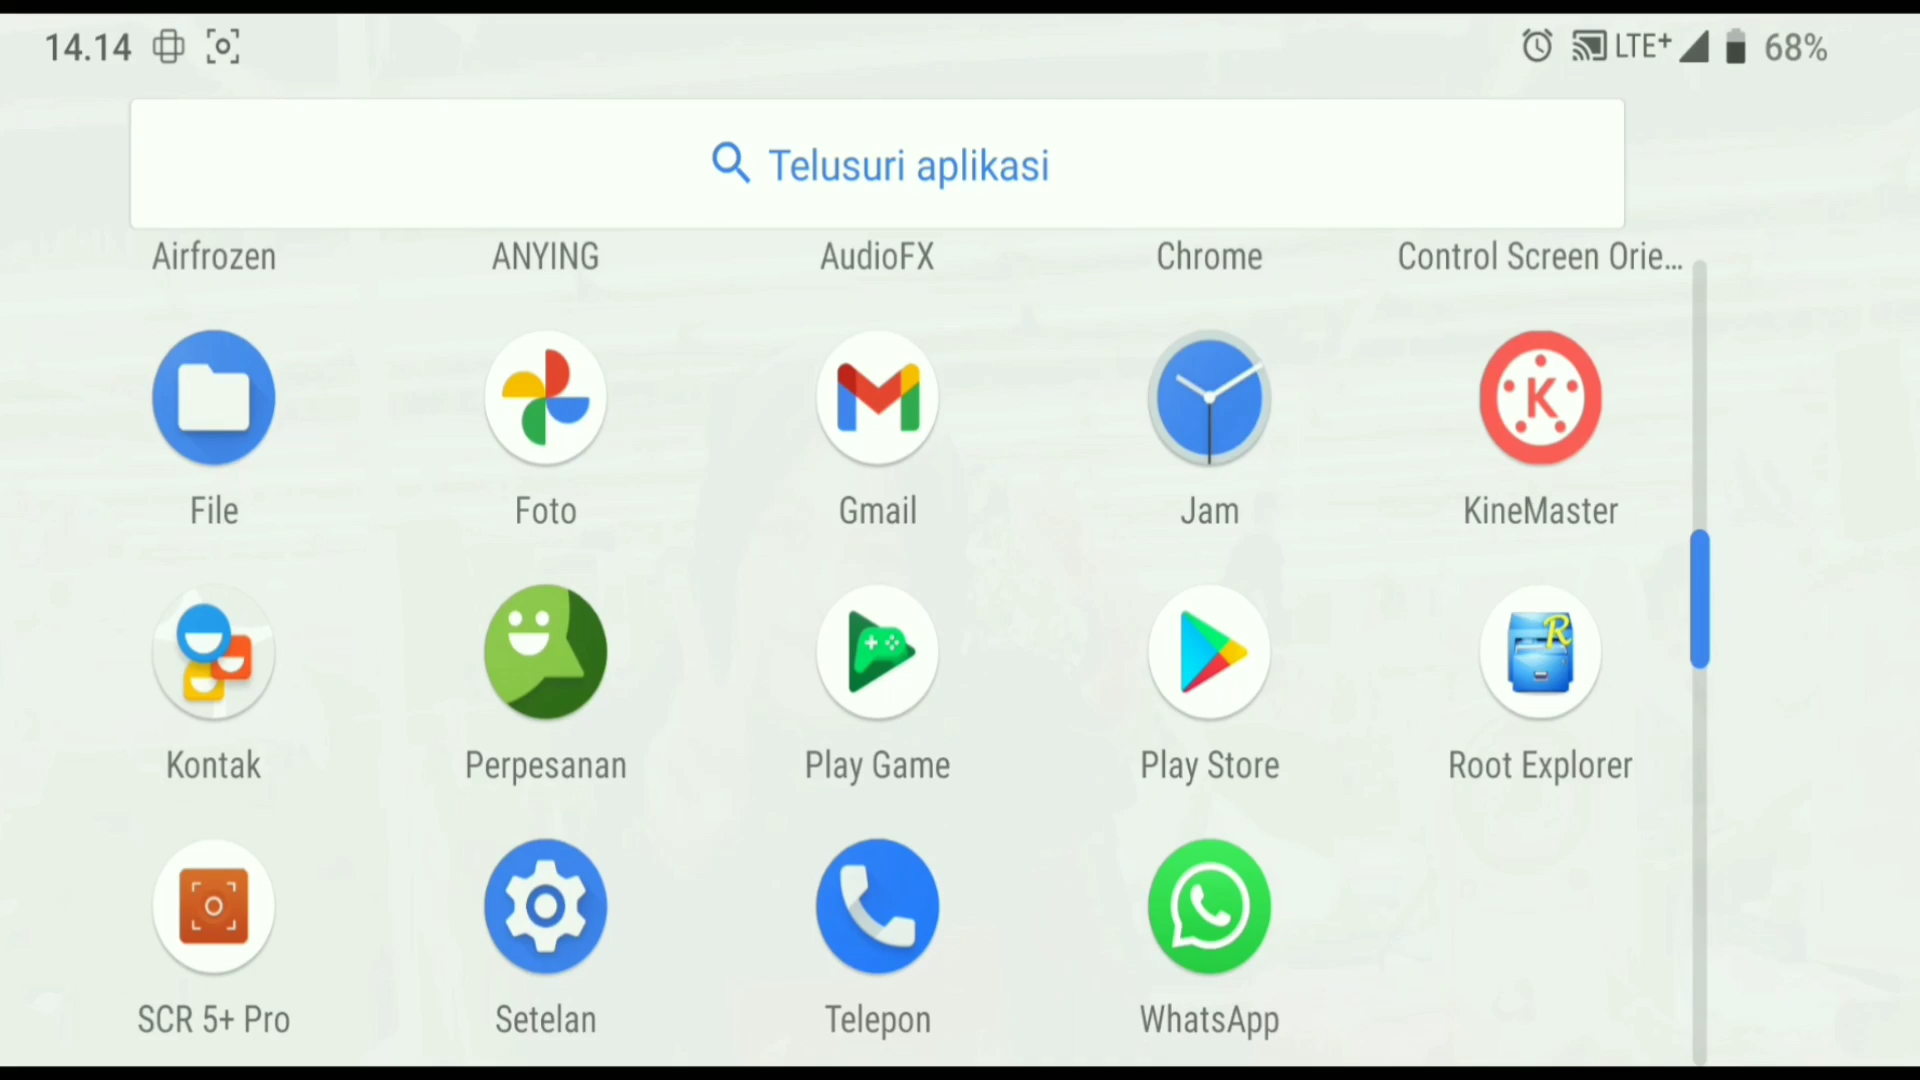 14.14 LTE+ 68%
Telusuri aplikasi
Airfrozen ANYING AudioFX Chrome Control Screen Orie...
File Foto Gmail Jam KineMaster
Kontak Perpesanan Play Game Play Store Root Explorer
SCR 5+ Pro Setelan Telepon WhatsApp